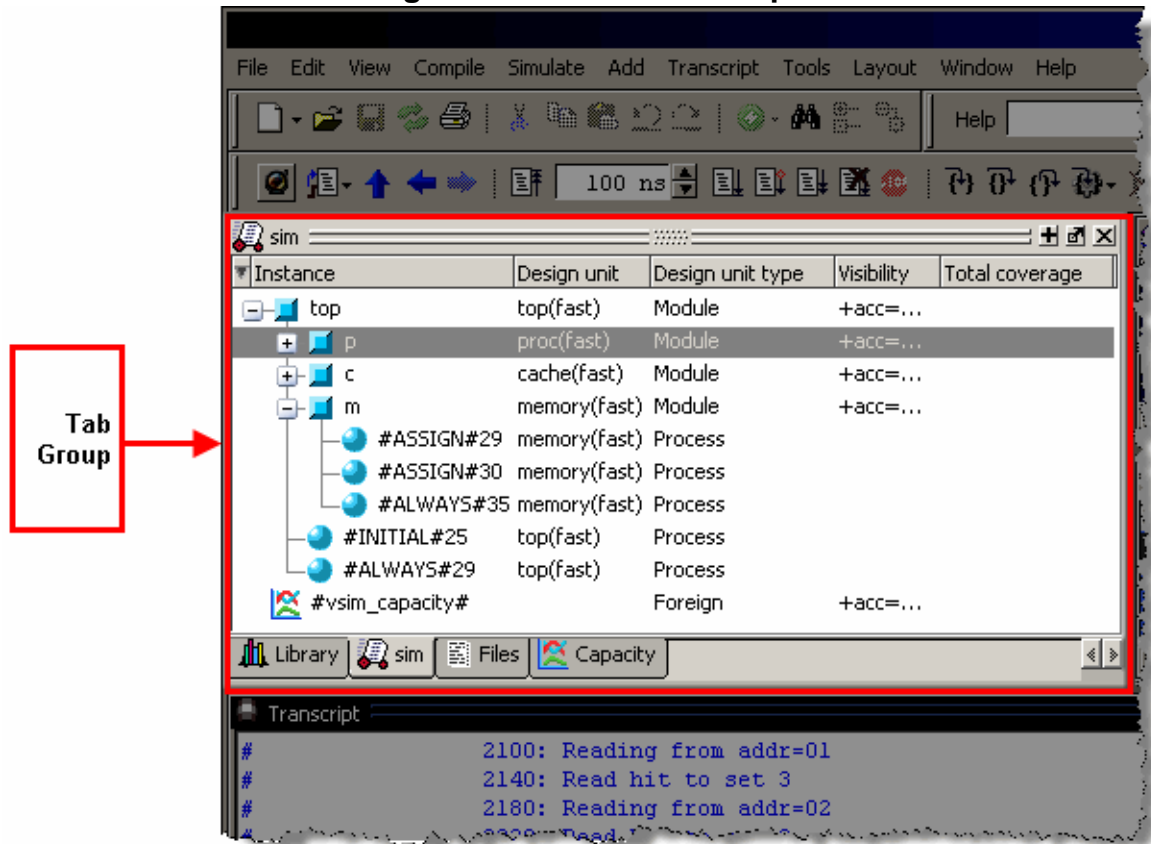 File Edit View Compile Simulate Add Transcript Tools Layout Window Help
Help
100 ns
sim
Instance Design unit Design unit type Visibility Total coverage
top top(fast) Module +acc=...
p proc(fast) Module +acc=...
c cache(fast) Module +acc=...
m memory(fast) Module +acc=...
#ASSIGN#29 memory(fast) Process
#ASSIGN#30 memory(fast) Process
#ALWAYS#35 memory(fast) Process
#INITIAL#25 top(fast) Process
#ALWAYS#29 top(fast) Process
#vsim_capacity# Foreign +acc=...
Tab
Group
Library sim Files Capacity
Transcript
# 2100: Reading from addr=01
# 2140: Read hit to set 3
# 2180: Reading from addr=02